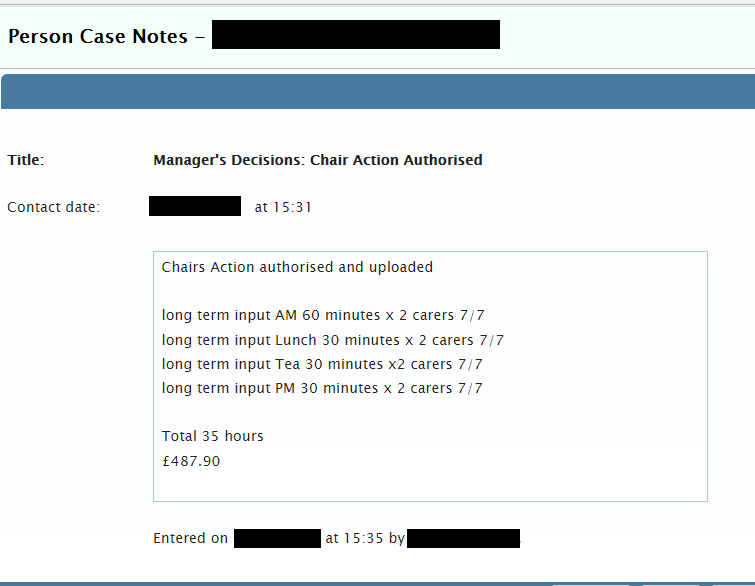 Person Case Notes –
Title: Manager's Decisions: Chair Action Authorised
Contact date: at 15:31
Chairs Action authorised and uploaded
long term input AM 60 minutes x 2 carers 7/7
long term input Lunch 30 minutes x 2 carers 7/7
long term input Tea 30 minutes x2 carers 7/7
long term input PM 30 minutes x 2 carers 7/7
Total 35 hours
£487.90
Entered on at 15:35 by